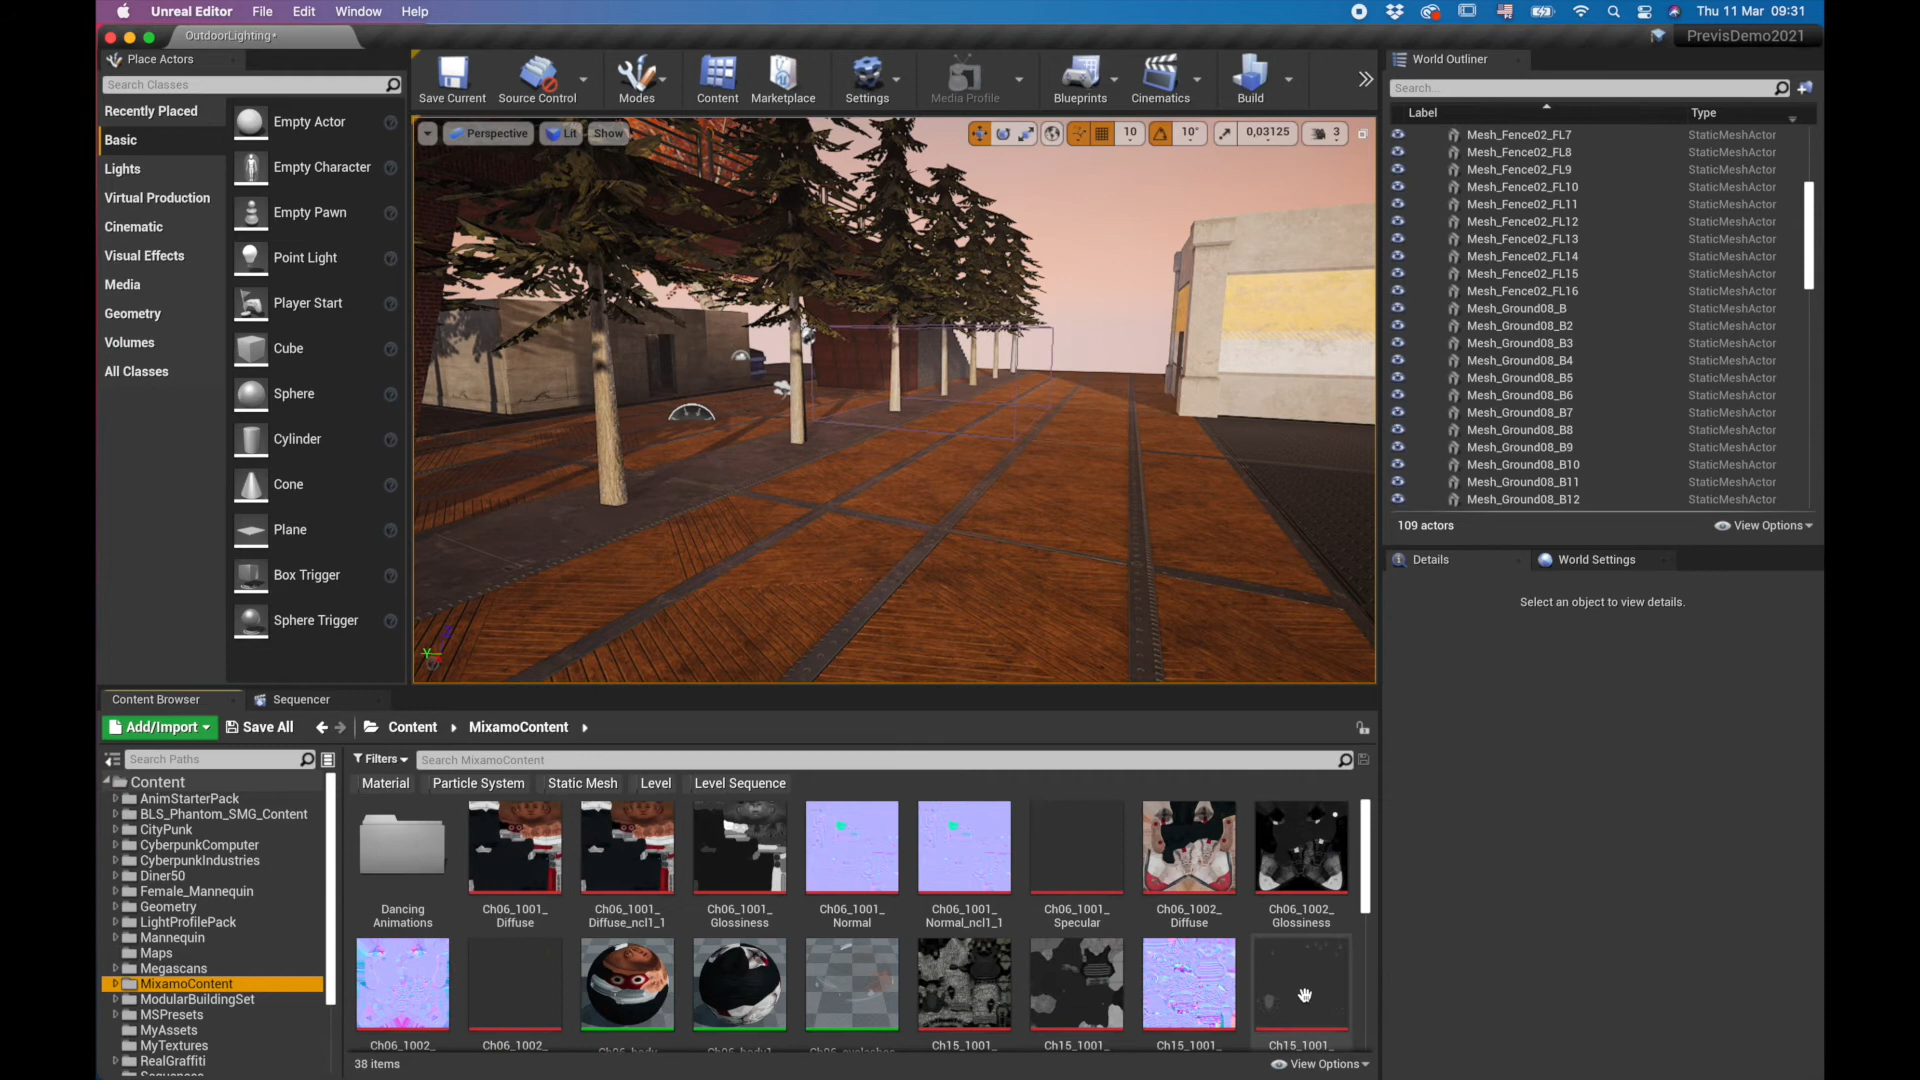 Unreal Editor File Edit Window Help
Thu 11 Mar 09:31
OutdoorLighting*
PrevisDemo2021
Place Actors
Search Classes
Recently Placed
Basic
Lights
Virtual Production
Cinematic
Visual Effects
Media
Geometry
Volumes
All Classes
Empty Actor
Empty Character
Empty Pawn
Point Light
Player Start
Cube
Sphere
Cylinder
Cone
Plane
Box Trigger
Sphere Trigger
Save Current
Source Control
Modes
Content
Marketplace
Settings
Media Profile
Blueprints
Cinematics
Build
Perspective
Lit
Show
10
10°
0,03125
3
World Outliner
Search...
Label Type
Mesh_Fence02_FL7 StaticMeshActor
Mesh_Fence02_FL8 StaticMeshActor
Mesh_Fence02_FL9 StaticMeshActor
Mesh_Fence02_FL10 StaticMeshActor
Mesh_Fence02_FL11 StaticMeshActor
Mesh_Fence02_FL12 StaticMeshActor
Mesh_Fence02_FL13 StaticMeshActor
Mesh_Fence02_FL14 StaticMeshActor
Mesh_Fence02_FL15 StaticMeshActor
Mesh_Fence02_FL16 StaticMeshActor
Mesh_Ground08_B StaticMeshActor
Mesh_Ground08_B2 StaticMeshActor
Mesh_Ground08_B3 StaticMeshActor
Mesh_Ground08_B4 StaticMeshActor
Mesh_Ground08_B5 StaticMeshActor
Mesh_Ground08_B6 StaticMeshActor
Mesh_Ground08_B7 StaticMeshActor
Mesh_Ground08_B8 StaticMeshActor
Mesh_Ground08_B9 StaticMeshActor
Mesh_Ground08_B10 StaticMeshActor
Mesh_Ground08_B11 StaticMeshActor
Mesh_Ground08_B12 StaticMeshActor
109 actors
View Options
Details
World Settings
Select an object to view details.
Content Browser
Sequencer
Add/Import
Save All
Content
MixamoContent
Search Paths
Filters
Search MixamoContent
Material
Particle System
Static Mesh
Level
Level Sequence
Content
AnimStarterPack
BLS_Phantom_SMG_Content
CityPunk
CyberpunkComputer
CyberpunkIndustries
Diner50
Female_Mannequin
Geometry
LightProfilePack
Mannequin
Maps
Megascans
MixamoContent
ModularBuildingSet
MSPresets
MyAssets
MyTextures
RealGraffiti
Sequences
Dancing
Animations
Ch06_1001_
Diffuse
Ch06_1001_
Diffuse_ncl1_1
Ch06_1001_
Glossiness
Ch06_1001_
Normal
Ch06_1001_
Normal_ncl1_1
Ch06_1001_
Specular
Ch06_1002_
Diffuse
Ch06_1002_
Glossiness
Ch06_1002_
Ch06_1002_
Ch06_body
Ch06_body1
Ch06_eyelashes
Ch15_1001_
Ch15_1001_
Ch15_1001_
Ch15_1001_
38 items
View Options